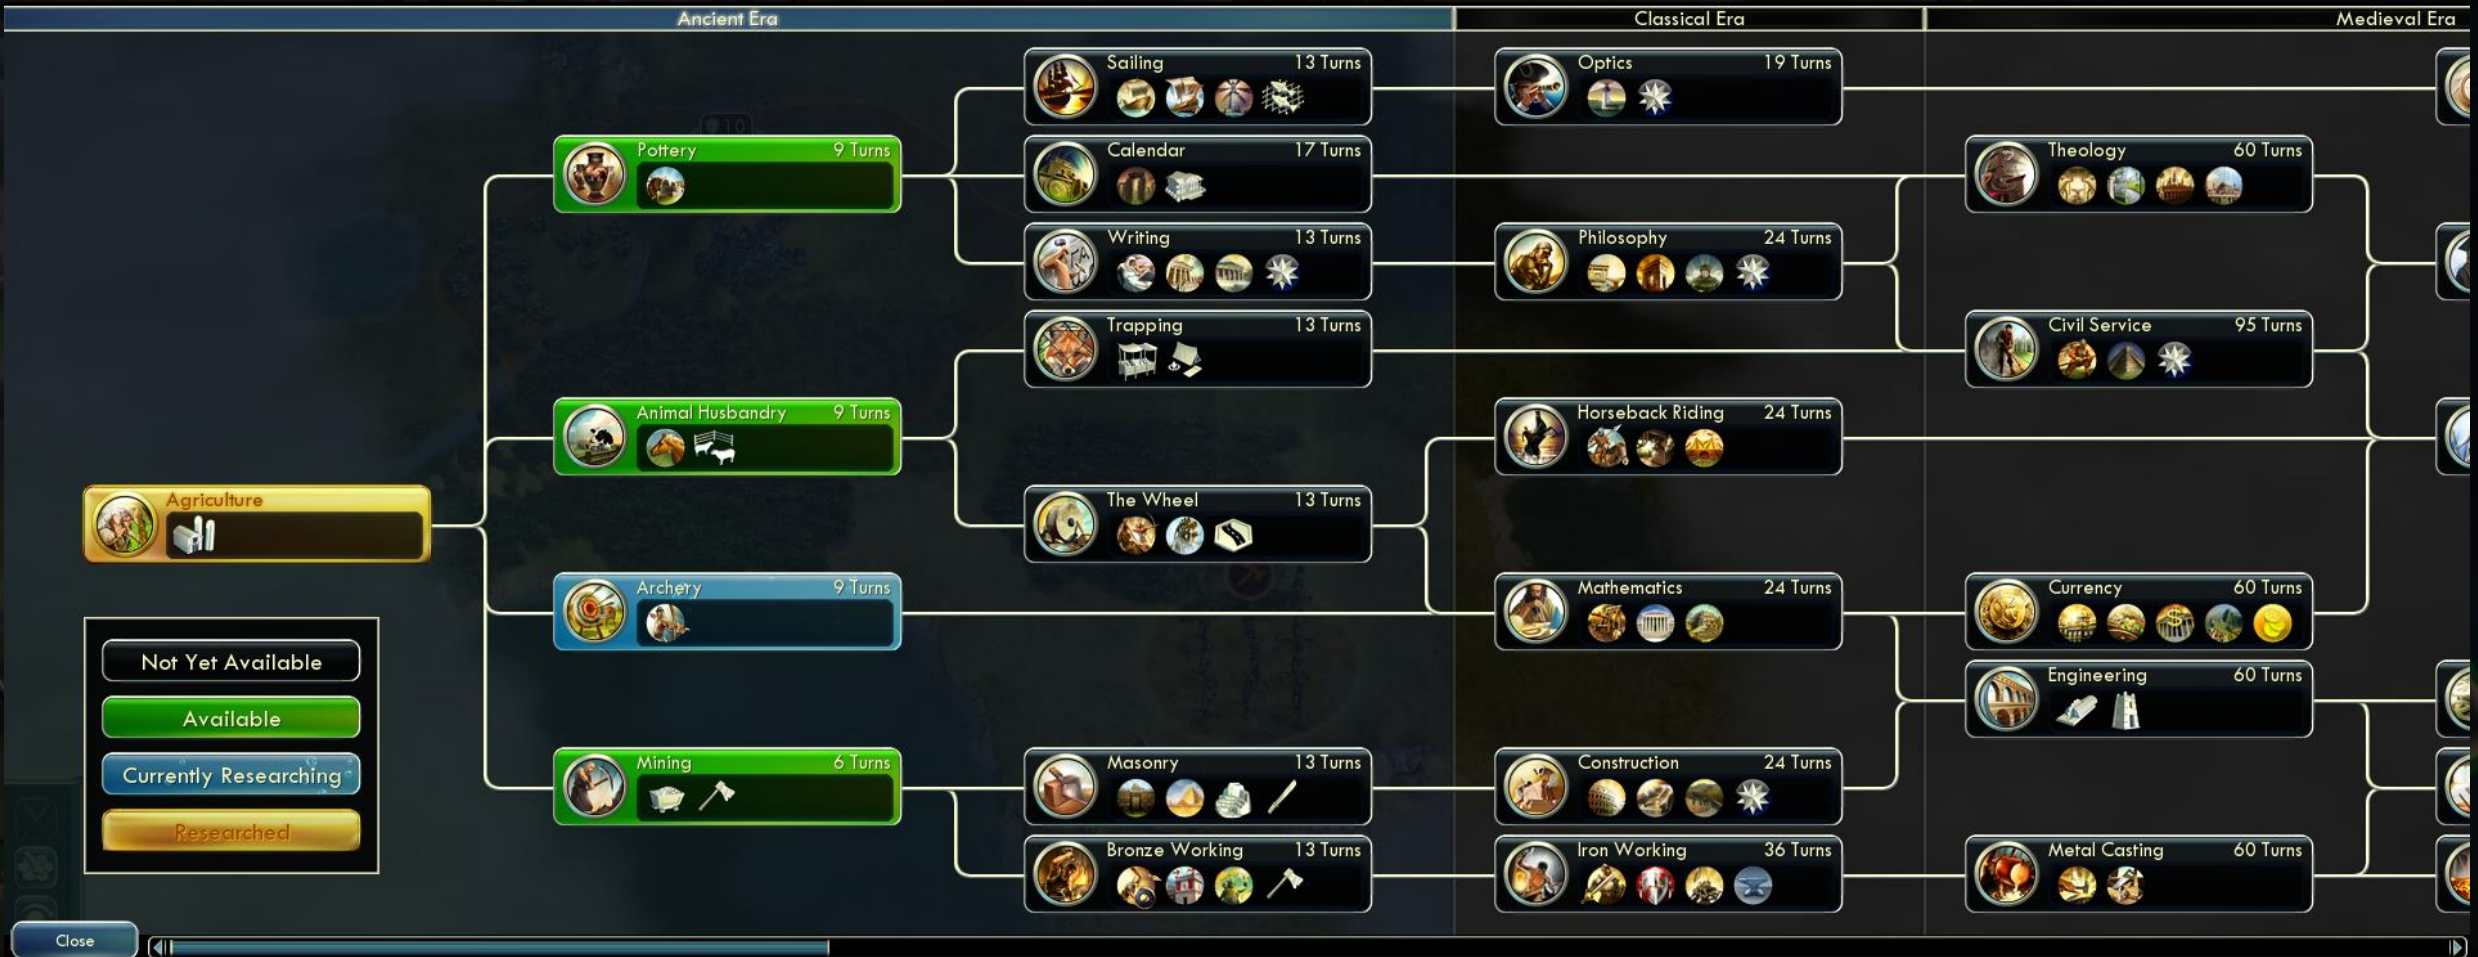 Ancient Era
Classical Era
Medieval Era
Sailing 13 Turns
Optics 19 Turns
Pottery 9 Turns
Calendar 17 Turns
Theology 60 Turns
Writing 13 Turns
Philosophy 24 Turns
Trapping 13 Turns
Civil Service 95 Turns
Animal Husbandry 9 Turns
Horseback Riding 24 Turns
Agriculture
The Wheel 13 Turns
Archery 9 Turns
Mathematics 24 Turns
Currency 60 Turns
Engineering 60 Turns
Mining 6 Turns
Masonry 13 Turns
Construction 24 Turns
Bronze Working 13 Turns
Iron Working 36 Turns
Metal Casting 60 Turns
Not Yet Available
Available
Currently Researching
Researched
Close